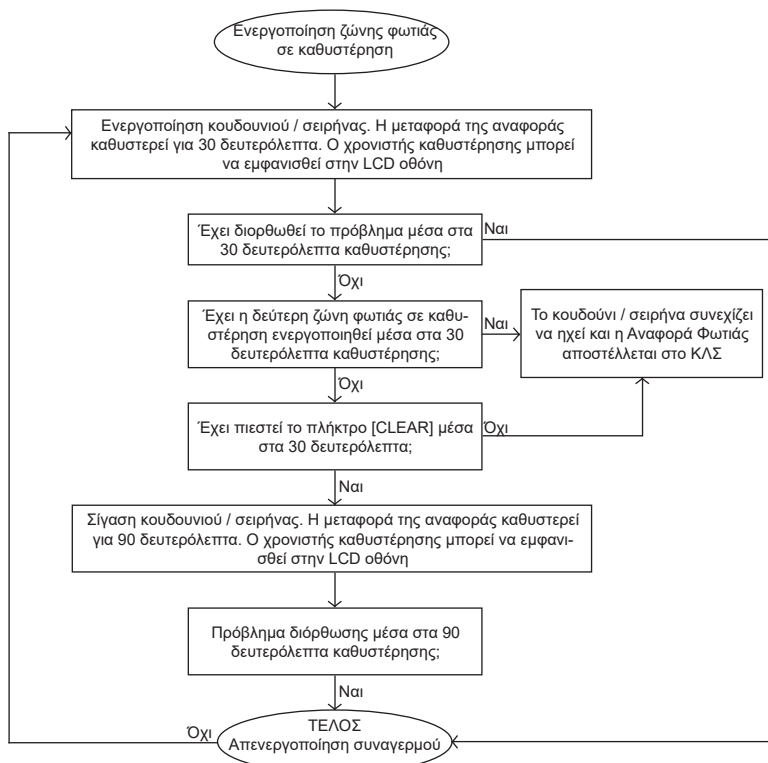 Ενεργοποίηση ζώνης φωτιάς
σε καθυστέρηση
Ενεργοποίηση κουδουνιού / σειρήνας. Η μεταφορά της αναφοράς
καθυστερεί για 30 δευτερόλεπτα. Ο χρονιστής καθυστέρησης μπορεί
να εμφανισθεί στην LCD οθόνη
Έχει διορθωθεί το πρόβλημα μέσα στα
30 δευτερόλεπτα καθυστέρησης;
Ναι
Όχι
Έχει η δεύτερη ζώνη φωτιάς σε καθυ-
στέρηση ενεργοποιηθεί μέσα στα 30
δευτερόλεπτα καθυστέρησης;
Ναι
Το κουδούνι / σειρήνα συνεχίζει
να ηχεί και η Αναφορά Φωτιάς
αποστέλλεται στο ΚΛΣ
Όχι
Έχει πιεστεί το πλήκτρο [CLEAR] μέσα
στα 30 δευτερόλεπτα;
Όχι
Ναι
Σίγαση κουδουνιού / σειρήνας. Η μεταφορά της αναφοράς καθυστερεί
για 90 δευτερόλεπτα. Ο χρονιστής καθυστέρησης μπορεί να εμφανι-
σθεί στην LCD οθόνη
Πρόβλημα διόρθωσης μέσα στα 90
δευτερόλεπτα καθυστέρησης;
Ναι
Όχι
ΤΕΛΟΣ
Απενεργοποίηση συναγερμού